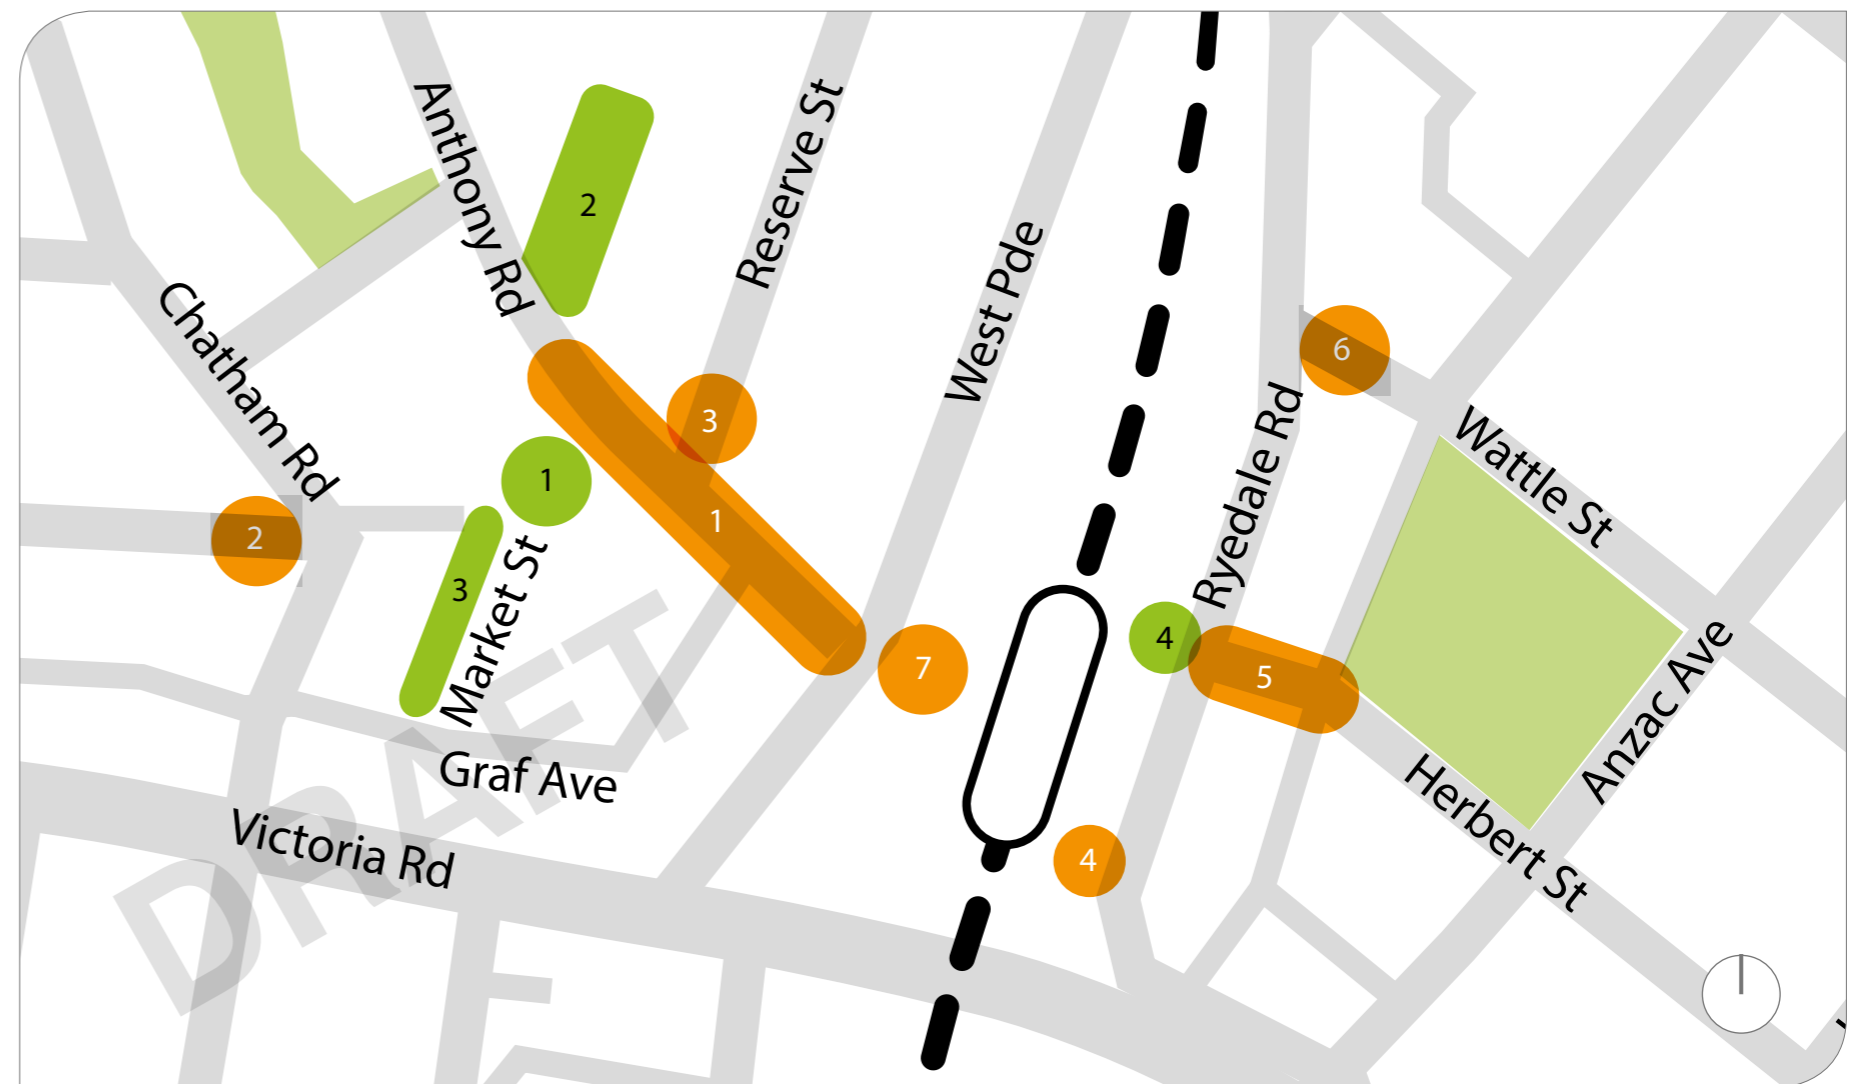 Anthony Rd
2
Reserve St
West Pde
Chatham Rd
6
3
1
Ryedale Rd
Wattle St
1
2
3
Market St
4
5
7
Anzac Ave
Graf Ave
Herbert St
Victoria Rd
4
DRAFT